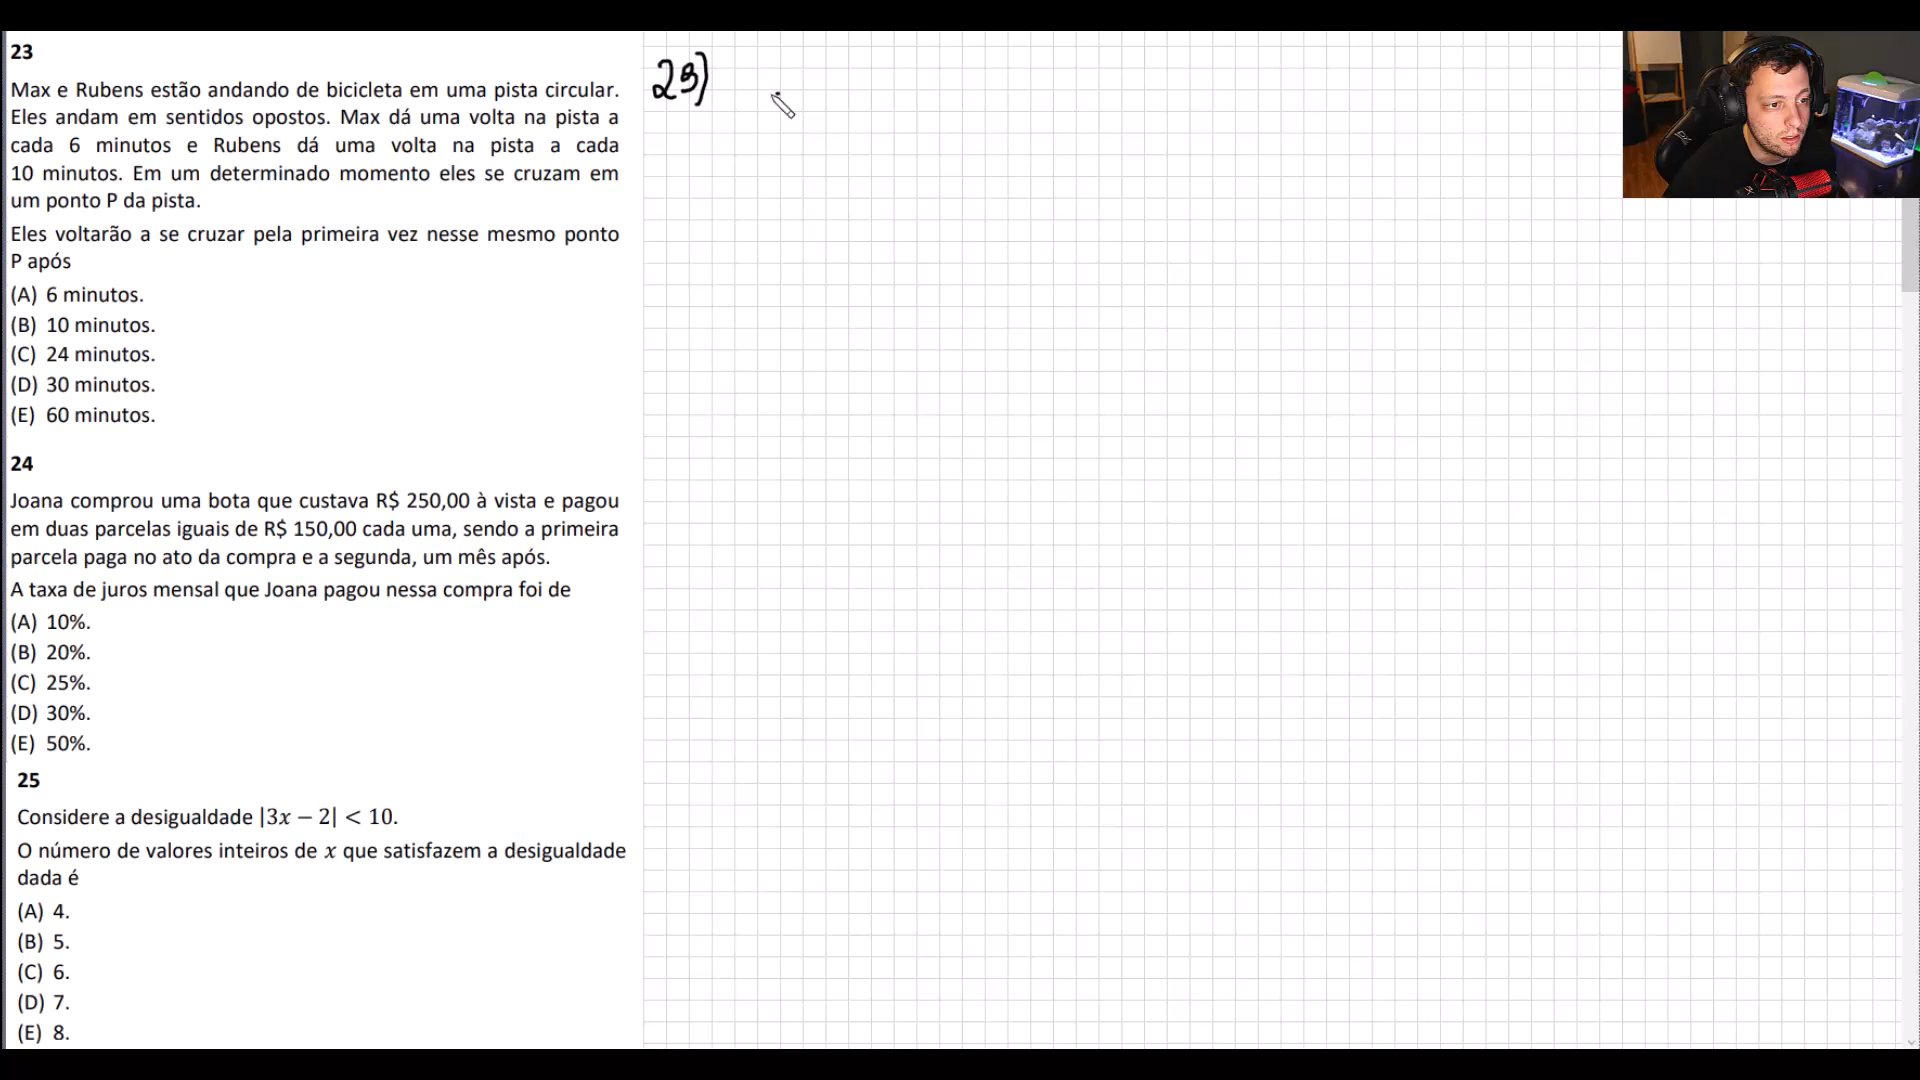 23
Max e Rubens estão andando de bicicleta em uma pista circular.
Eles andam em sentidos opostos. Max dá uma volta na pista a
cada 6 minutos e Rubens dá uma volta na pista a cada
10 minutos. Em um determinado momento eles se cruzam em
um ponto P da pista.
Eles voltarão a se cruzar pela primeira vez nesse mesmo ponto
P após
(A) 6 minutos.
(B) 10 minutos.
(C) 24 minutos.
(D) 30 minutos.
(E) 60 minutos.
24
Joana comprou uma bota que custava R$ 250,00 à vista e pagou
em duas parcelas iguais de R$ 150,00 cada uma, sendo a primeira
parcela paga no ato da compra e a segunda, um mês após.
A taxa de juros mensal que Joana pagou nessa compra foi de
(A) 10%.
(B) 20%.
(C) 25%.
(D) 30%.
(E) 50%.
25
Considere a desigualdade |3x − 2| < 10.
O número de valores inteiros de x que satisfazem a desigualdade
dada é
(A) 4.
(B) 5.
(C) 6.
(D) 7.
(E) 8.
23)